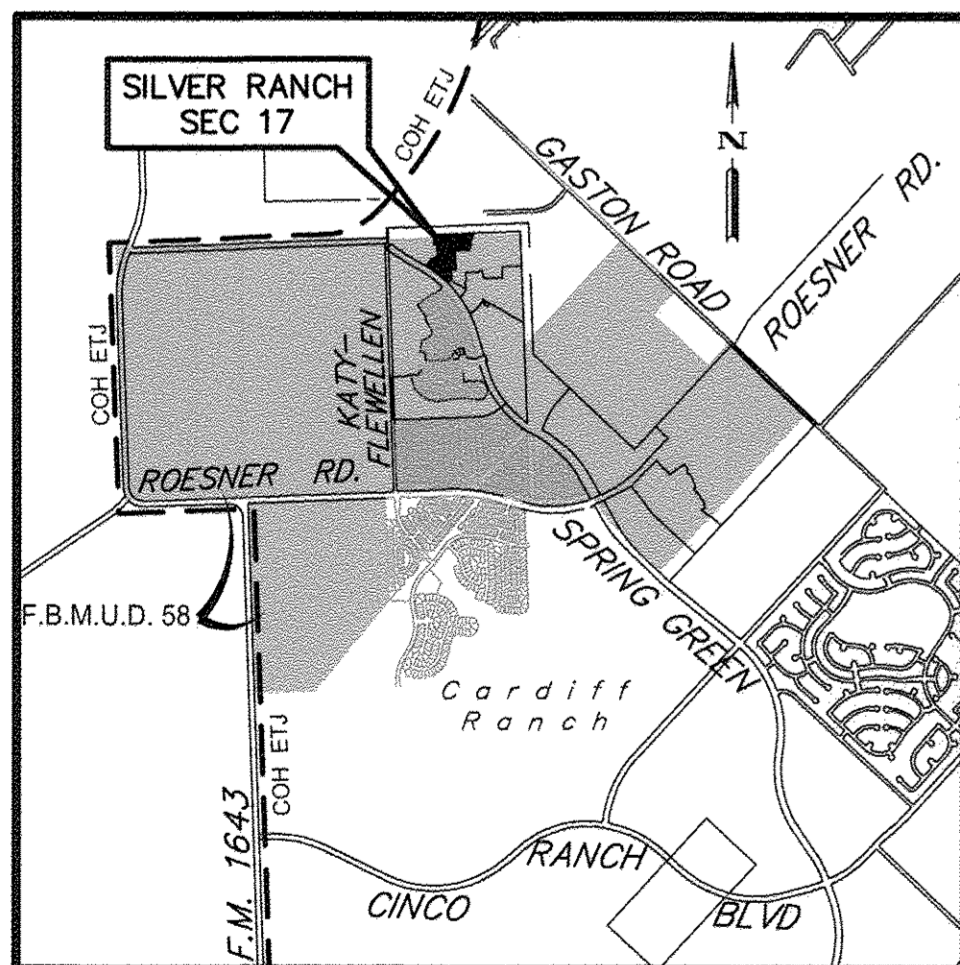 SILVER RANCH
SEC 17
COH ETJ
N
GASTON ROAD
ROESNER RD.
COH ETJ
KATY-
FLEWELLEN
ROESNER RD.
SPRING GREEN
F.B.M.U.D. 58
Cardiff
Ranch
COH ETJ
F.M. 1643
CINCO RANCH BLVD